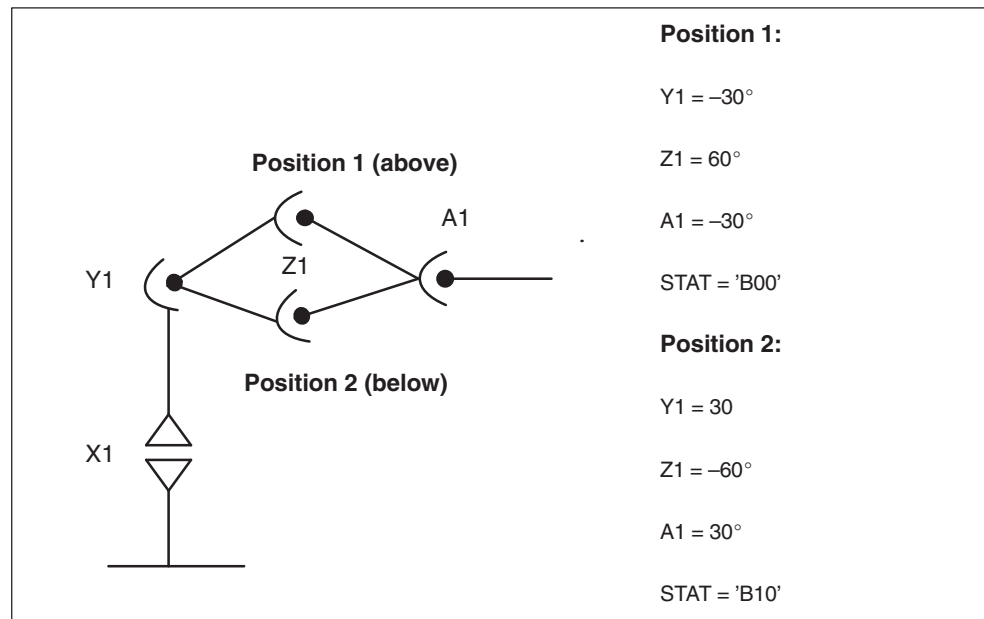 Position 1 (above)
A1
Y1
Z1
Position 2 (below)
X1
Position 1:
Y1 = –30°
Z1 = 60°
A1 = –30°
STAT = ’B00’
Position 2:
Y1 = 30
Z1 = –60°
A1 = 30°
STAT = ’B10’